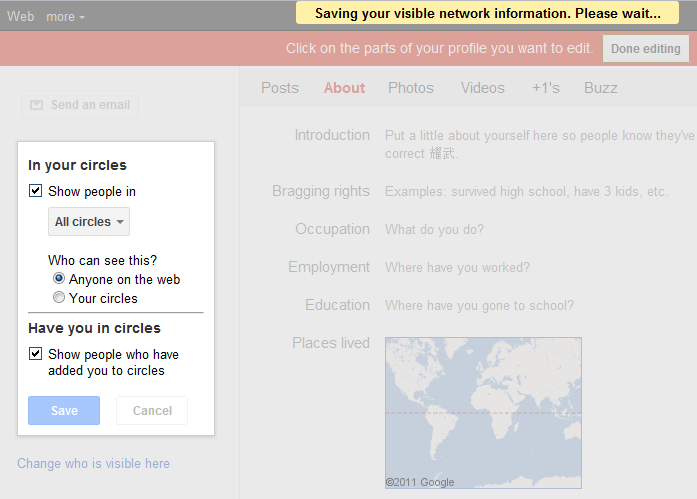 Web more
Saving your visible network information. Please wait...
Click on the parts of your profile you want to edit. Done editing
Send an email
Posts About Photos Videos +1's Buzz
In your circles
Show people in
All circles
Who can see this?
Anyone on the web
Your circles
Have you in circles
Show people who have
added you to circles
Save Cancel
Change who is visible here
Introduction Put a little about yourself here so people know they've
correct 耀武.
Bragging rights Examples: survived high school, have 3 kids, etc.
Occupation What do you do?
Employment Where have you worked?
Education Where have you gone to school?
Places lived
©2011 Google